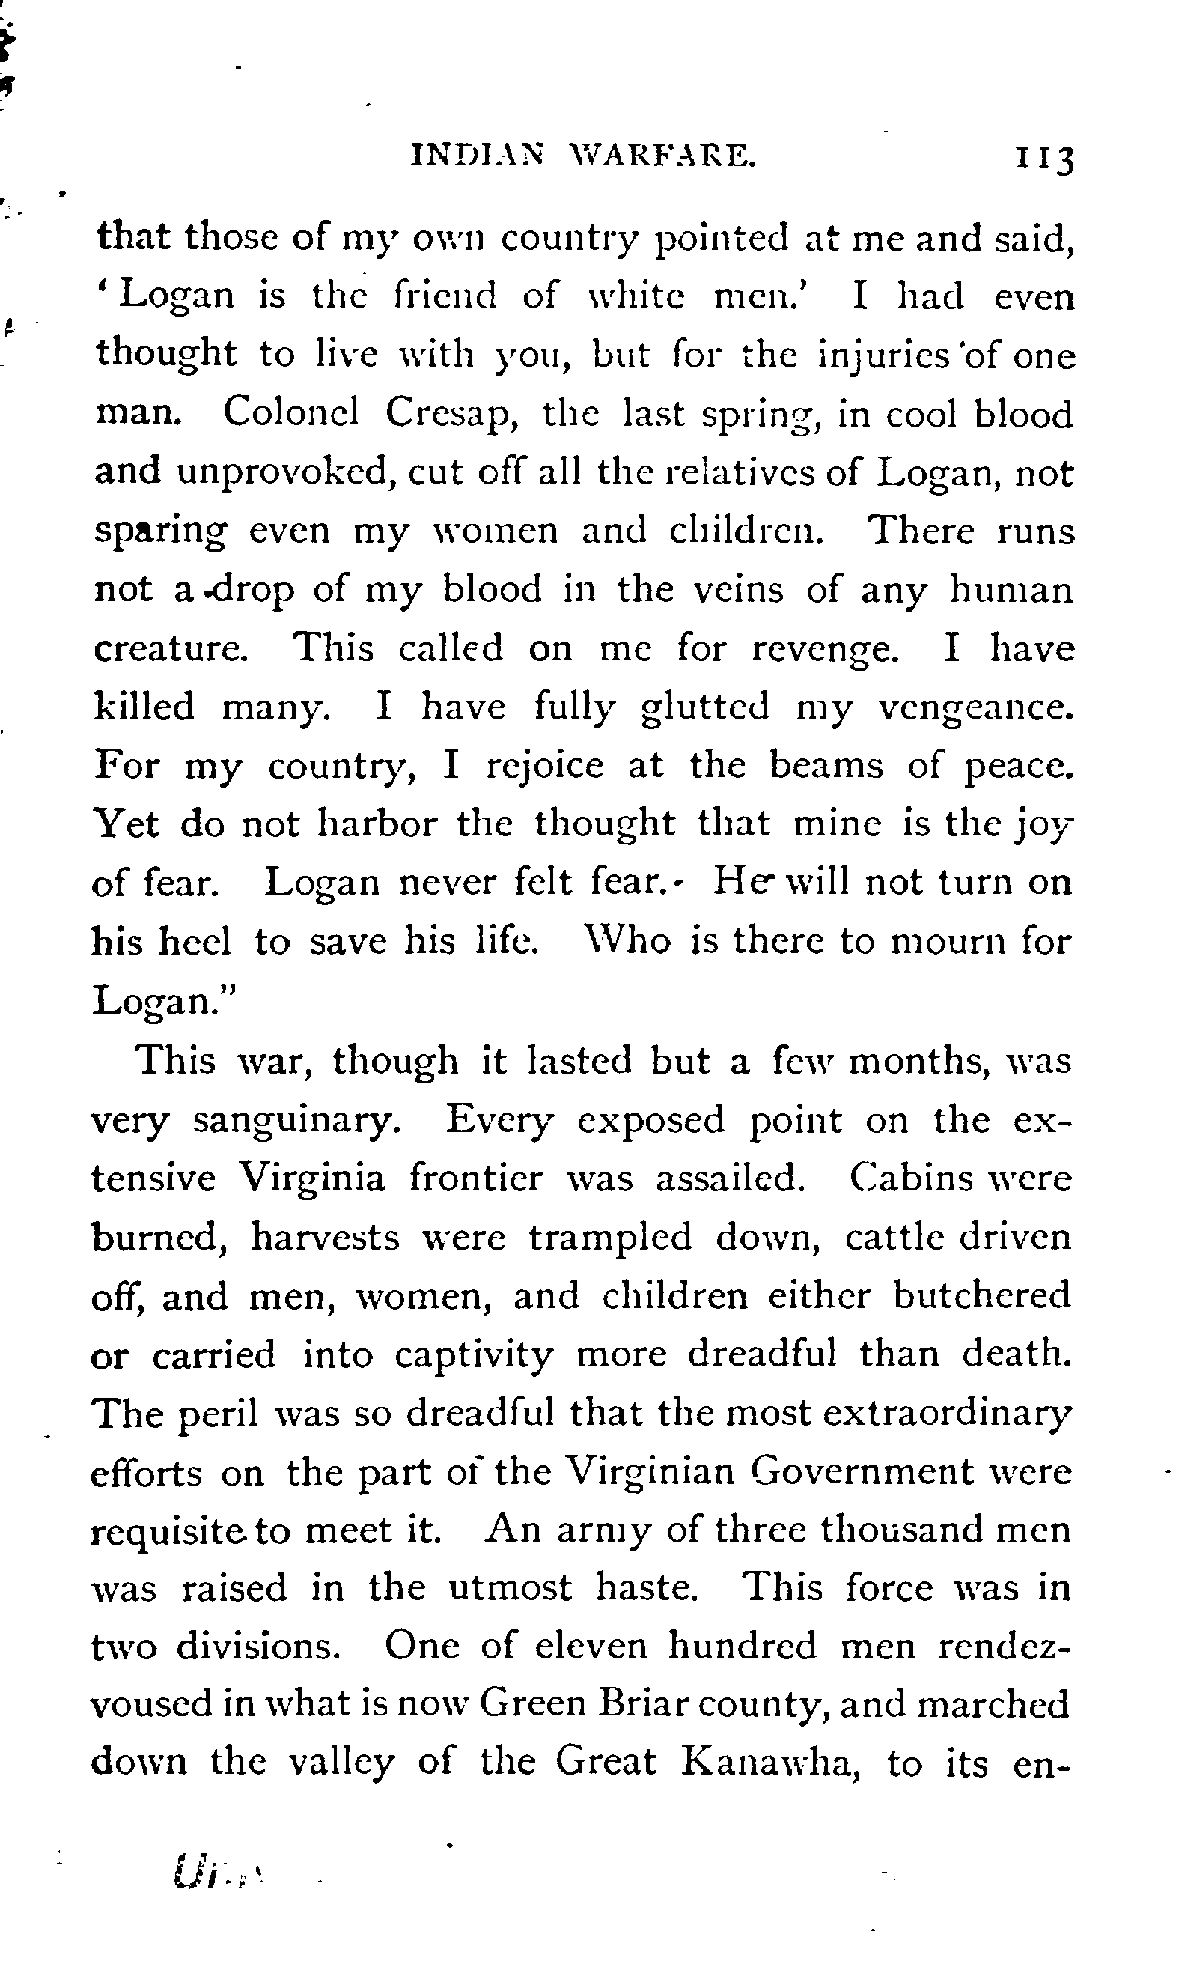 INDIAN WARFARE. 113
that those of my own country pointed at me and said,
‘ Logan is the friend of white men.’ I had even
thought to live with you, but for the injuries of one
man. Colonel Cresap, the last spring, in cool blood
and unprovoked, cut off all the relatives of Logan, not
sparing even my women and children. There runs
not a drop of my blood in the veins of any human
creature. This called on me for revenge. I have
killed many. I have fully glutted my vengeance.
For my country, I rejoice at the beams of peace.
Yet do not harbor the thought that mine is the joy
of fear. Logan never felt fear. He will not turn on
his heel to save his life. Who is there to mourn for
Logan.”
This war, though it lasted but a few months, was
very sanguinary. Every exposed point on the ex-
tensive Virginia frontier was assailed. Cabins were
burned, harvests were trampled down, cattle driven
off, and men, women, and children either butchered
or carried into captivity more dreadful than death.
The peril was so dreadful that the most extraordinary
efforts on the part of the Virginian Government were
requisite to meet it. An army of three thousand men
was raised in the utmost haste. This force was in
two divisions. One of eleven hundred men rendez-
voused in what is now Green Briar county, and marched
down the valley of the Great Kanawha, to its en-